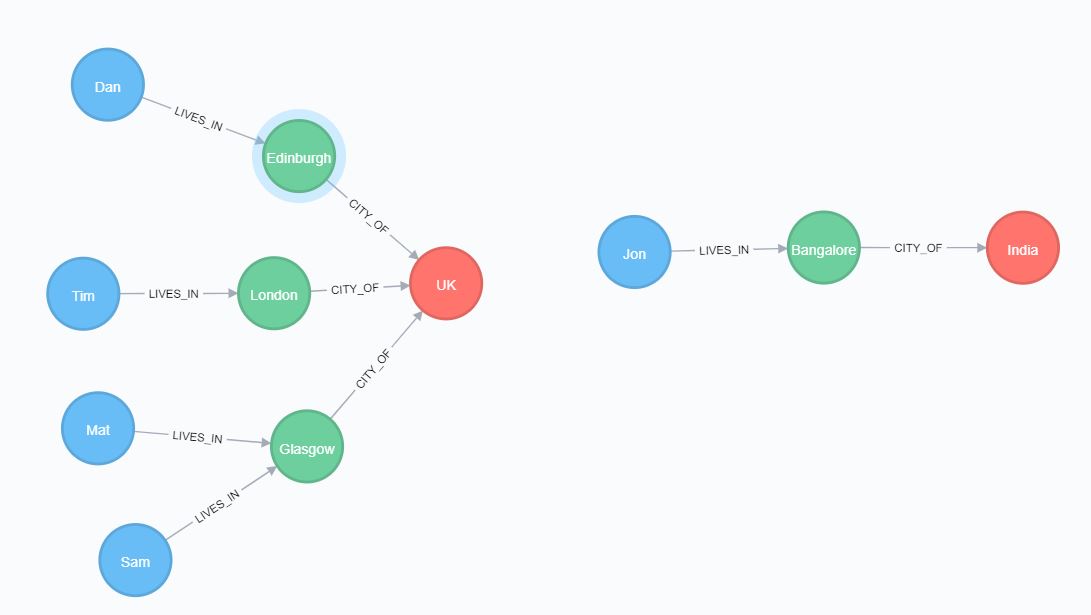 Dan
LIVES_IN
Edinburgh
CITY_OF
Tim
LIVES_IN
London
CITY_OF
UK
Mat
LIVES_IN
Glasgow
CITY_OF
Sam
LIVES_IN
Jon
LIVES_IN
Bangalore
CITY_OF
India